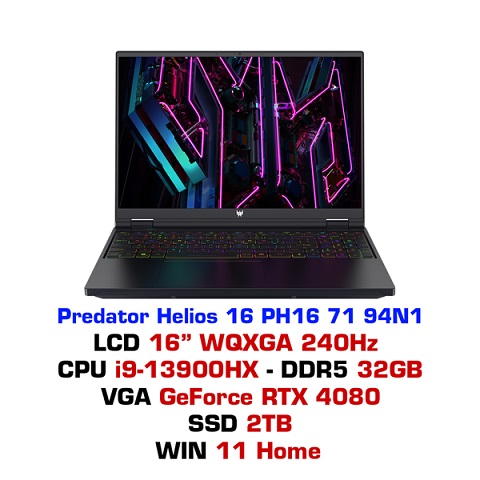 Predator Helios 16 PH16 71 94N1
LCD 16” WQXGA 240Hz
CPU i9-13900HX - DDR5 32GB
VGA GeForce RTX 4080
SSD 2TB
WIN 11 Home